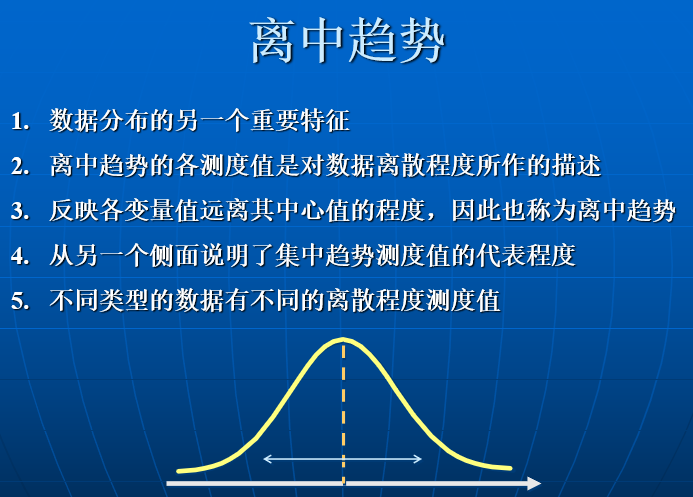 离中趋势
1. 数据分布的另一个重要特征
2. 离中趋势的各测度值是对数据离散程度所作的描述
3. 反映各变量值远离其中心值的程度，因此也称为离中趋势
4. 从另一个侧面说明了集中趋势测度值的代表程度
5. 不同类型的数据有不同的离散程度测度值